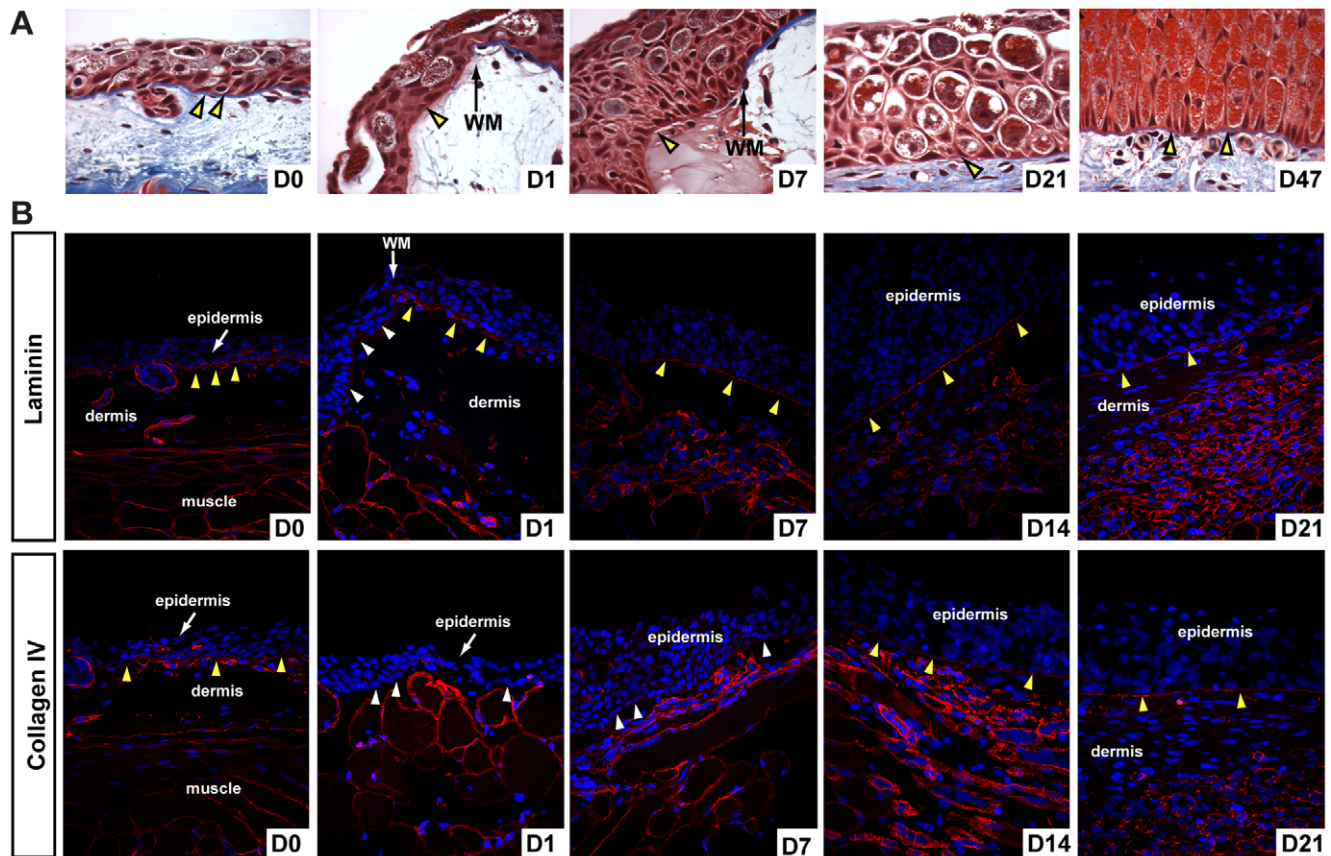 A
D0
WM
D1
WM
D7
D21
D47
B
Laminin
epidermis
dermis
muscle
D0
WM
dermis
D1
D7
epidermis
D14
epidermis
dermis
D21
Collagen IV
epidermis
dermis
muscle
D0
epidermis
D1
epidermis
D7
epidermis
D14
epidermis
dermis
D21